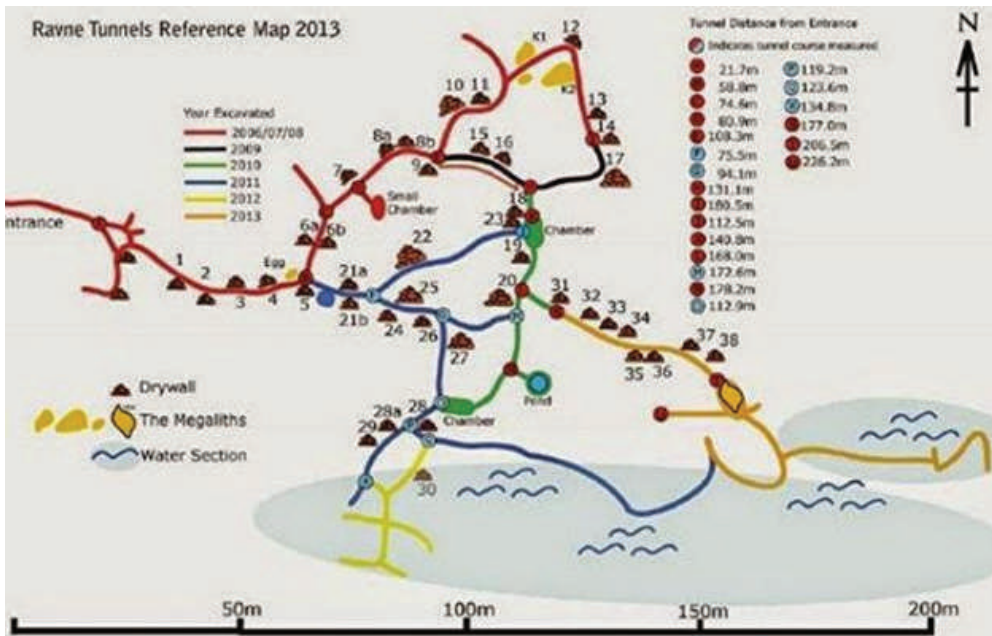 Ravne Tunnels Reference Map 2013
Tunnel Distance from Entrance
Indicates tunnel course measured
21.7m
58.8m
74.6m
80.9m
108.3m
75.5m
94.1m
131.1m
180.5m
112.5m
140.8m
168.0m
172.6m
178.2m
112.9m
119.2m
123.6m
134.8m
177.0m
206.5m
226.2m
N
Year Excavated
2006/07/08
2009
2010
2011
2012
2013
K1
12
K2
10
11
13
14
8a
8b
15
16
9
17
7
Small
Chamber
18
23
Chamber
ntrance
6a
6b
22
19
Egg
1
2
3
4
5
21a
21b
25
20
31
32
33
34
24
26
27
35
36
37
38
Pond
28a
28
Chamber
29
30
Drywall
The Megaliths
Water Section
50m
100m
150m
200m